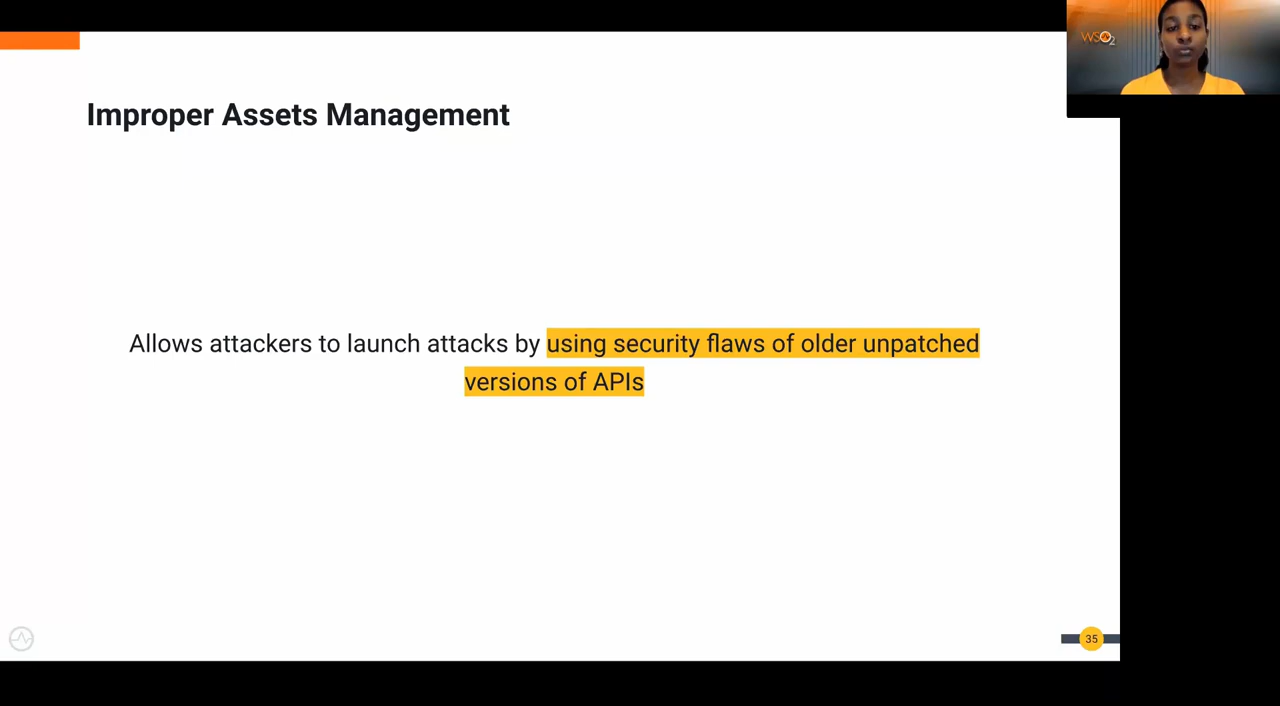 WSO2
Improper Assets Management
Allows attackers to launch attacks by using security flaws of older unpatched
versions of APIs
35